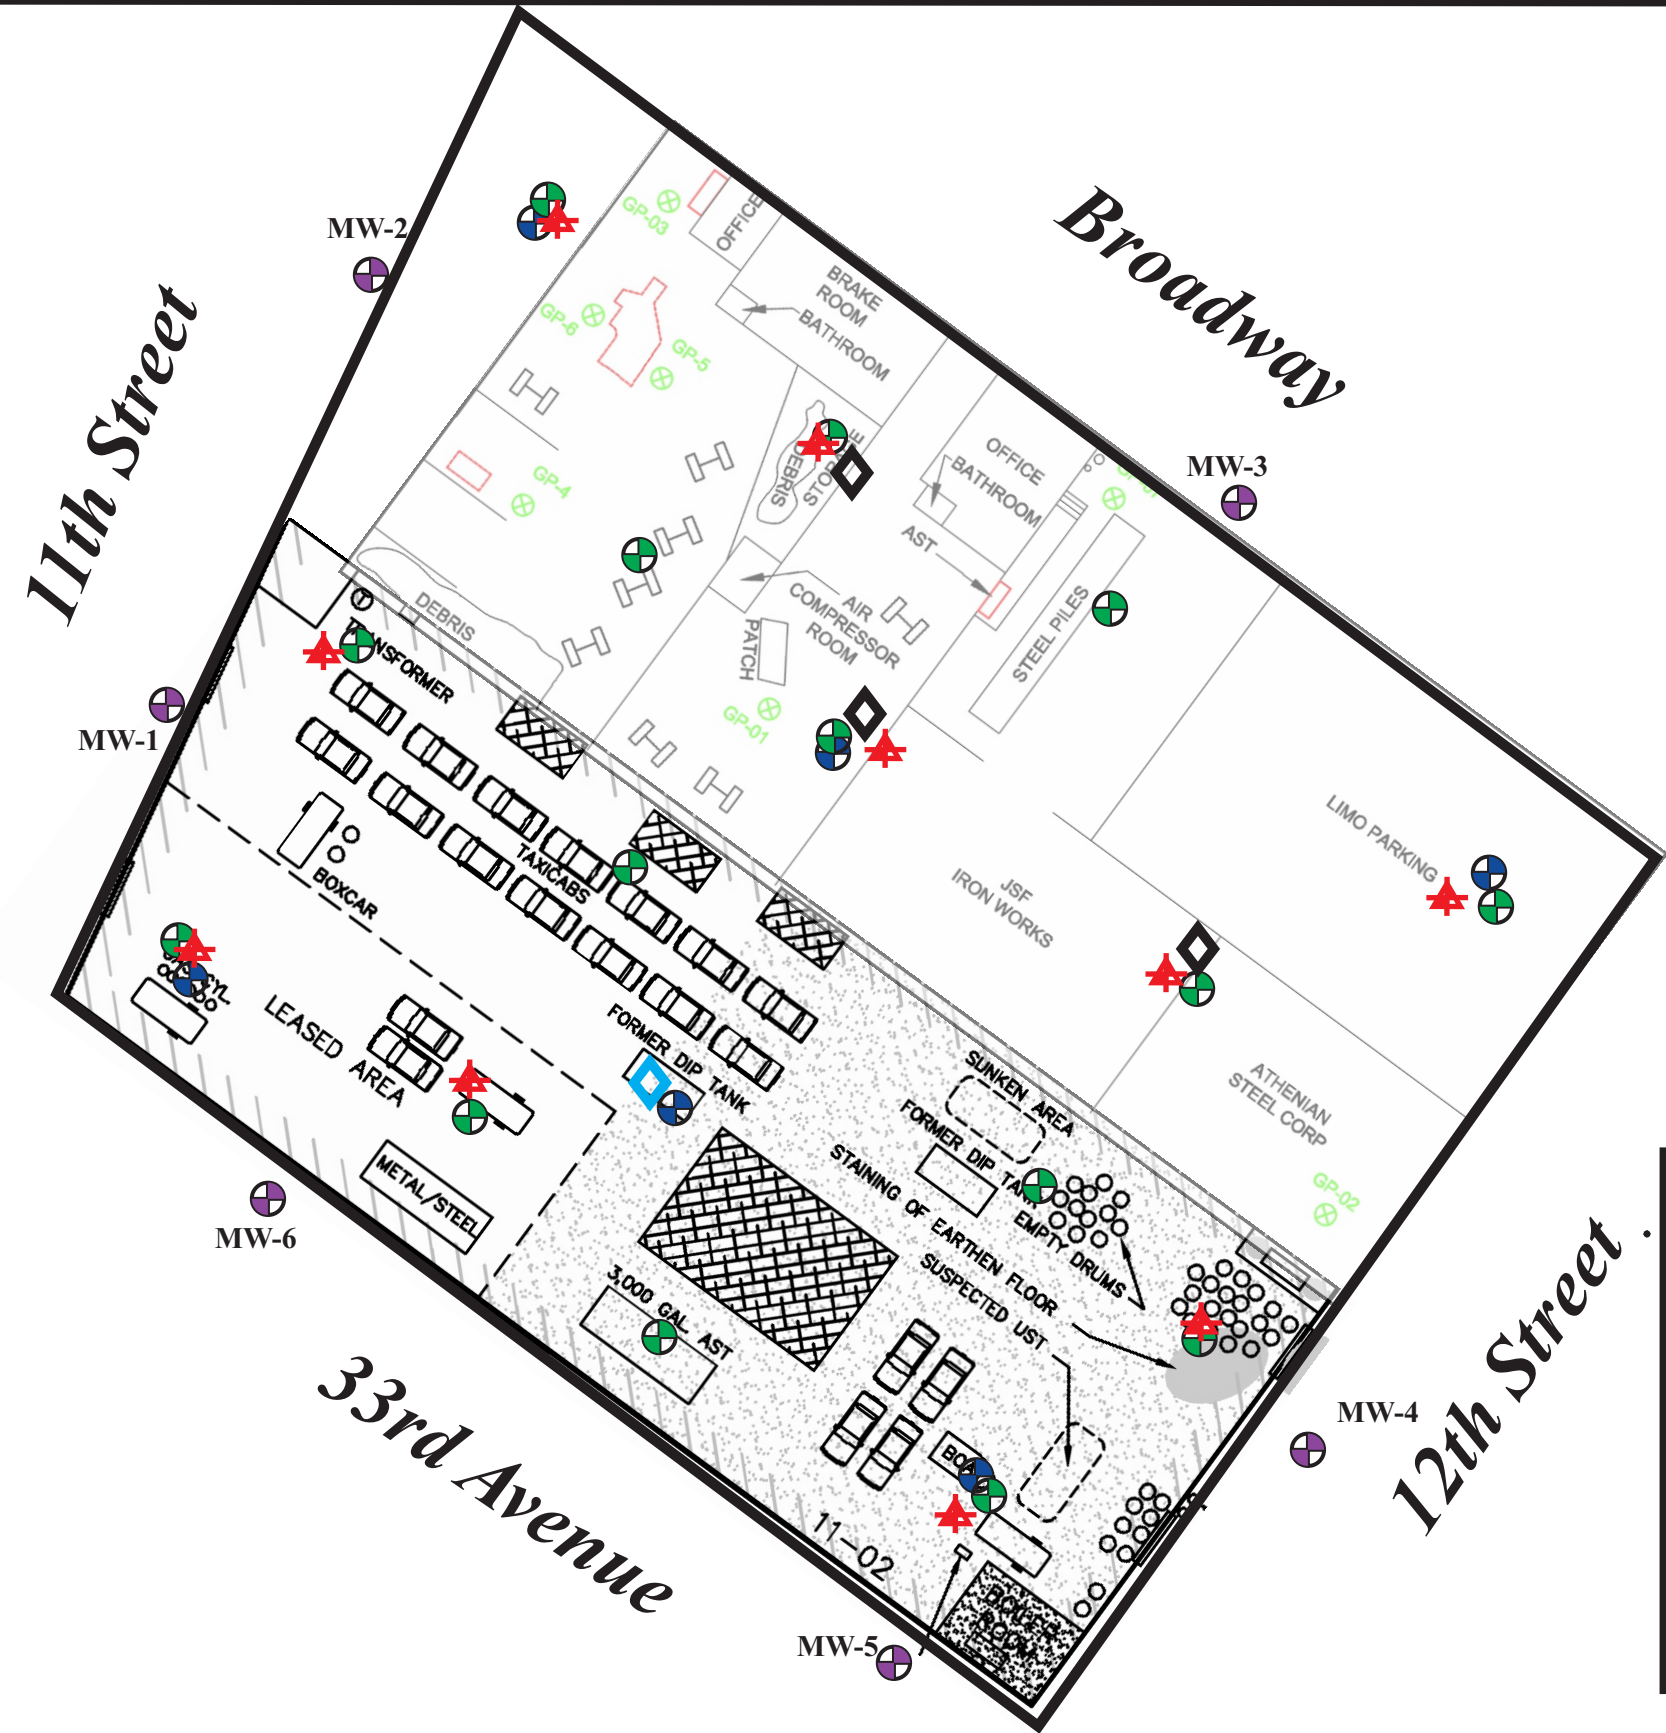 Broadway
MW-2
11th Street
GP-03
OFFICE
BRAKE
ROOM
BATHROOM
GP-6
GP-5
GP-4
DEBRIS
STORAGE
OFFICE
BATHROOM
MW-3
AST
AIR
COMPRESSOR
ROOM
STEEL PILES
DEBRIS
PATCH
GP-01
T
TRANSFORMER
MW-1
LIMO PARKING
JSF
IRON WORKS
TAXICABS
BOXCAR
LEASED AREA
FORMER DIP TANK
SUNKEN AREA
FORMER DIP TANK
ATHENIAN
STEEL CORP
GP-02
METAL/STEEL
STAINING OF EARTHEN FLOOR
EMPTY DRUMS
SUSPECTED UST
MW-6
3,000 GAL. AST
12th Street .
MW-4
33rd Avenue
11-02
BOILER
ROOM
MW-5